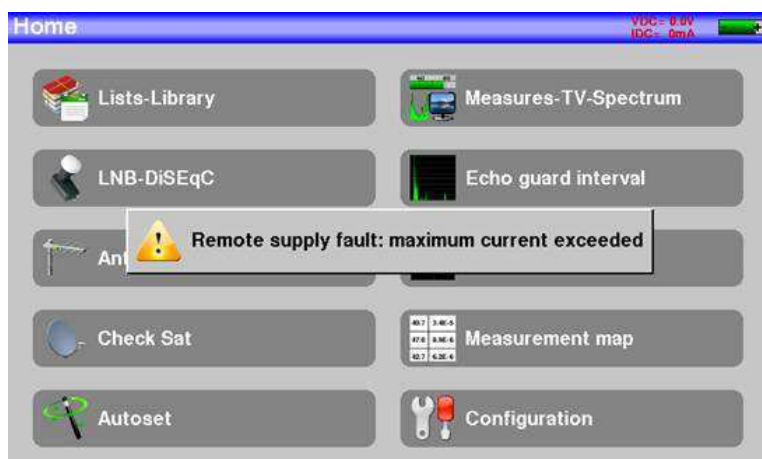 Home
VDC= 0.0V
IDC= 0mA
Lists-Library
Measures-TV-Spectrum
LNB-DiSEqC
Echo guard interval
Remote supply fault: maximum current exceeded
Check Sat
Measurement map
Autoset
Configuration